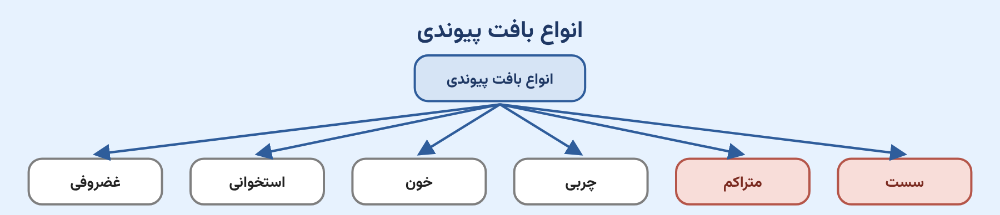 انواع بافت پیوندی
انواع بافت پیوندی
سست
متراکم
چربی
خون
استخوانی
غضروفی